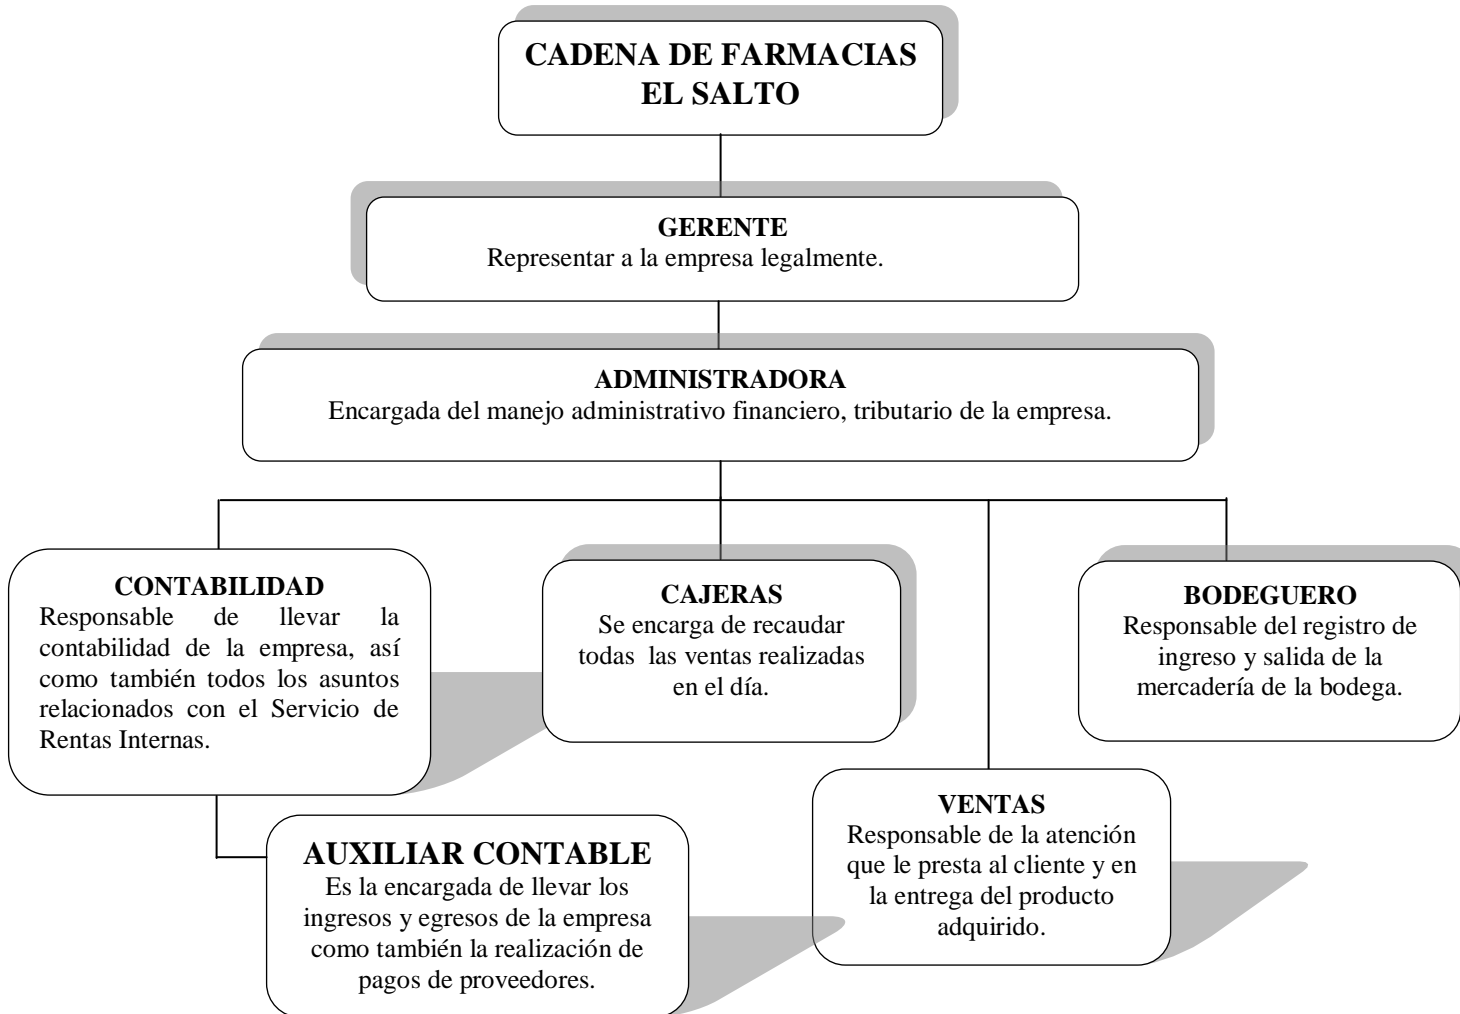 CADENA DE FARMACIAS
EL SALTO
GERENTE
Representar a la empresa legalmente.
ADMINISTRADORA
Encargada del manejo administrativo financiero, tributario de la empresa.
CONTABILIDAD
Responsable de llevar la
contabilidad de la empresa, así
como también todos los asuntos
relacionados con el Servicio de
Rentas Internas.
CAJERAS
Se encarga de recaudar
todas las ventas realizadas
en el día.
BODEGUERO
Responsable del registro de
ingreso y salida de la
mercadería de la bodega.
AUXILIAR CONTABLE
Es la encargada de llevar los
ingresos y egresos de la empresa
como también la realización de
pagos de proveedores.
VENTAS
Responsable de la atención
que le presta al cliente y en
la entrega del producto
adquirido.